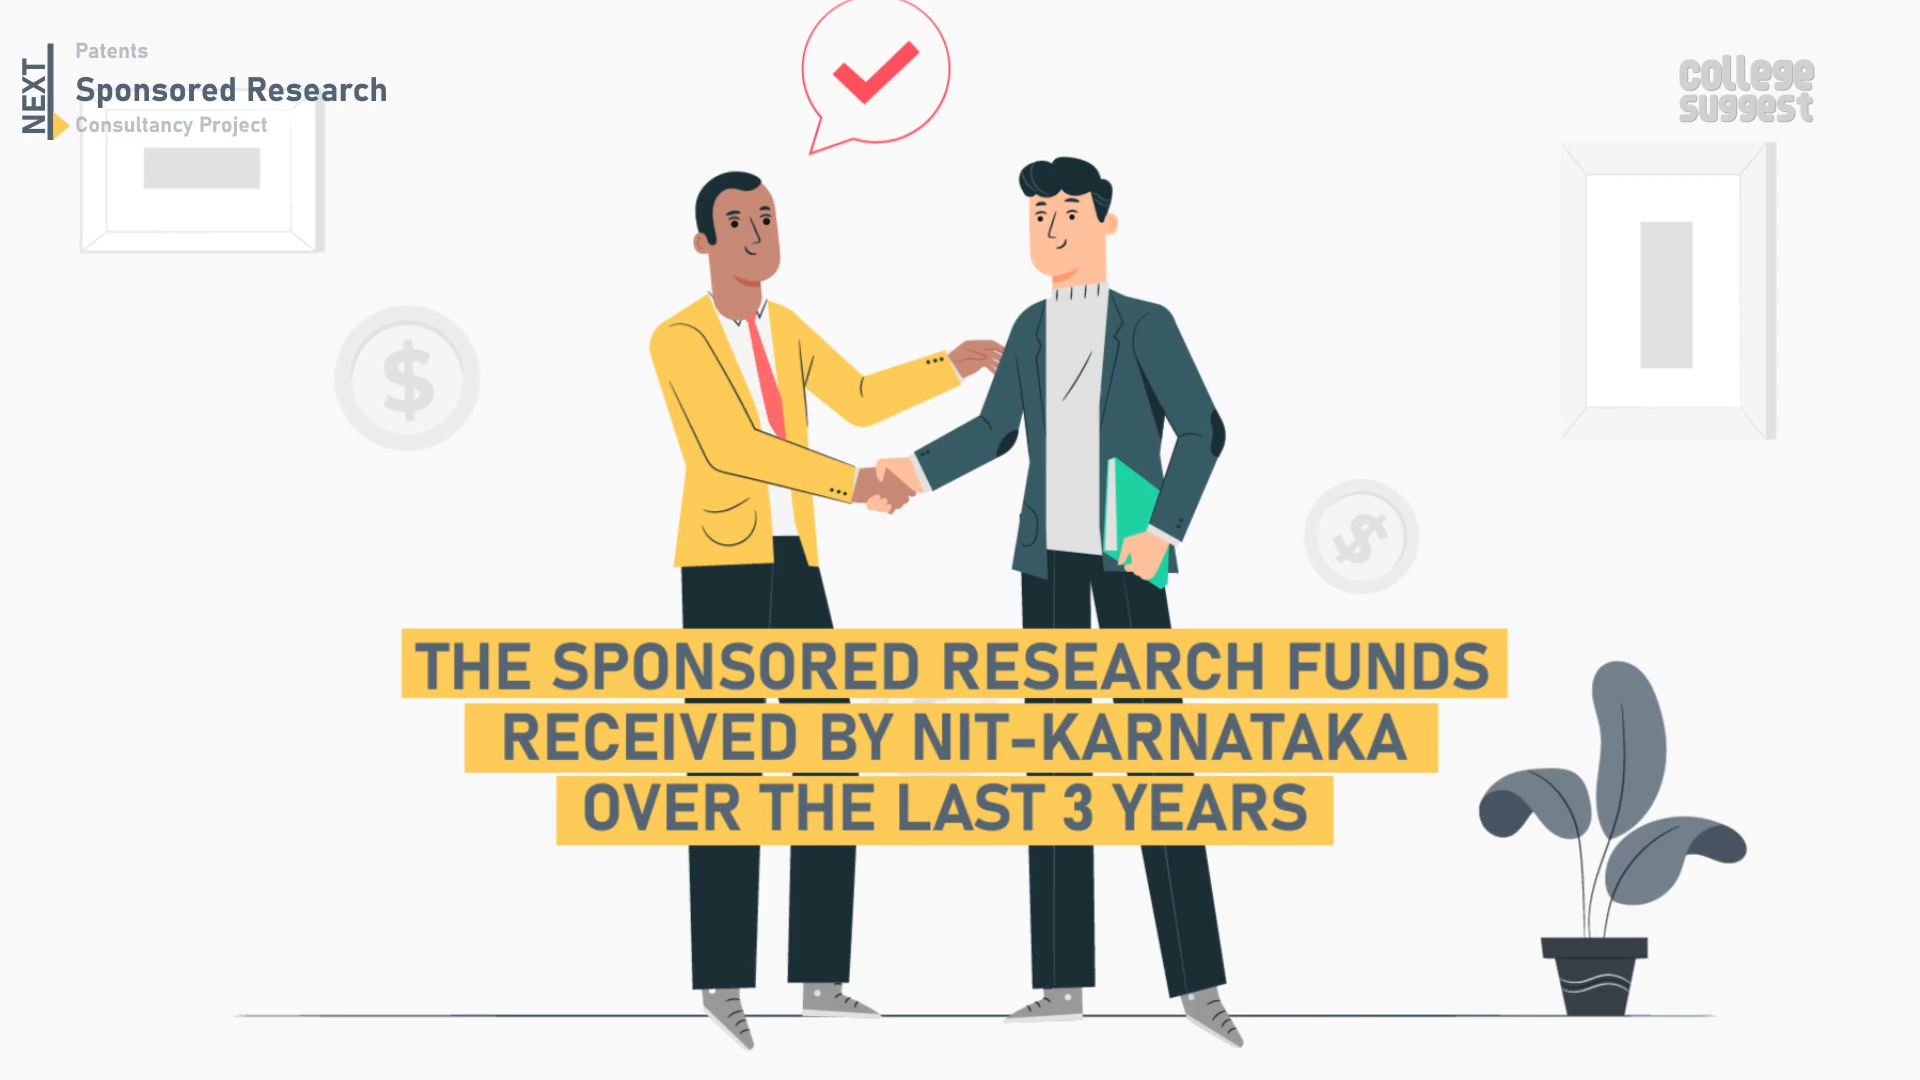 NEXT
Patents
Sponsored Research
Consultancy Project
college
suggest
$
$
THE SPONSORED RESEARCH FUNDS
RECEIVED BY NIT-KARNATAKA
OVER THE LAST 3 YEARS